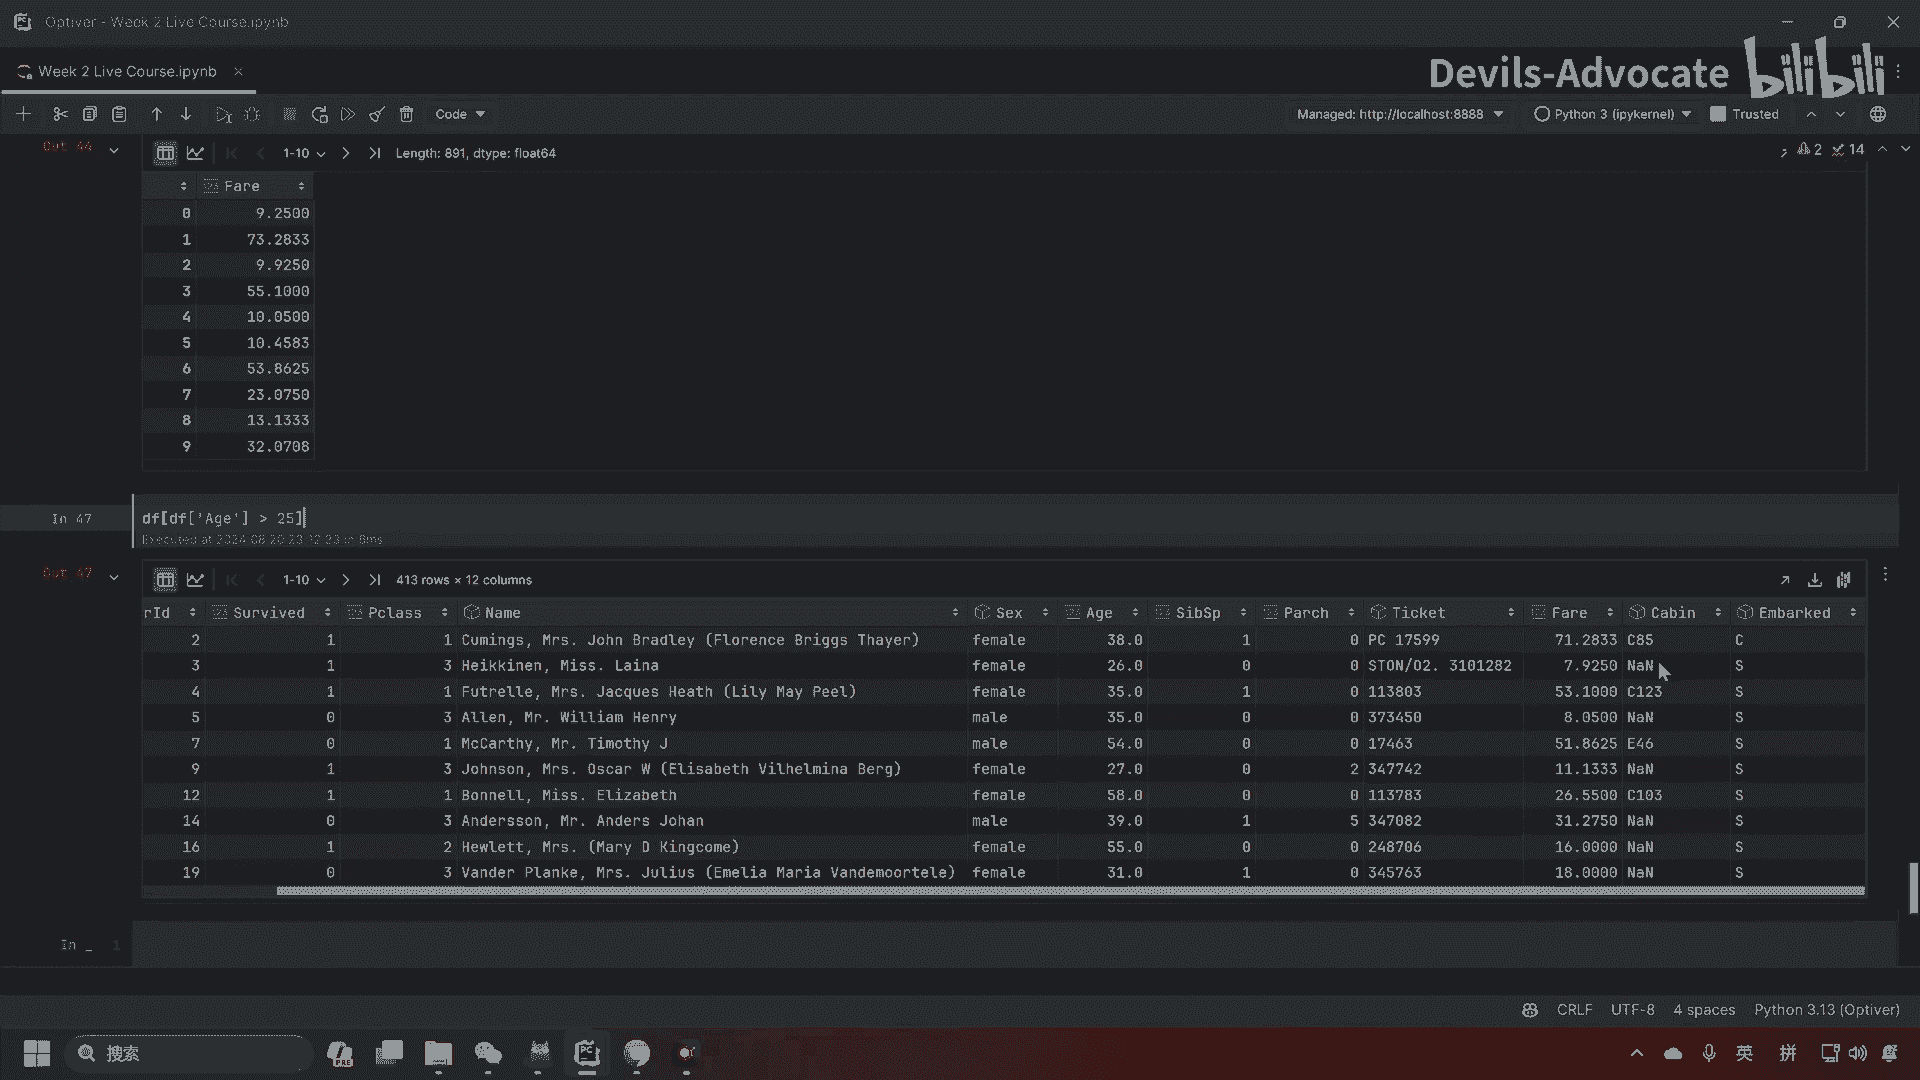 Optiver - Week 2 Live Course.ipynb
Week 2 Live Course.ipynb
Devils-Advocate bilibili
Code
Managed: http://localhost:8888
Python 3 (ipykernel)
Trusted
Out 44
1-10
Length: 891, dtype: float64
2 14
Fare
0 9.2500
1 73.2833
2 9.9250
3 55.1000
4 10.0500
5 10.4583
6 53.8625
7 23.0750
8 13.1333
9 32.0708
In 47
df[df['Age'] > 25]
Executed at 2024.08.20 23:12:33 in 6ms
Out 47
1-10
413 rows × 12 columns
rId Survived Pclass Name Sex Age SibSp Parch Ticket Fare Cabin Embarked
2 1 1 Cumings, Mrs. John Bradley (Florence Briggs Thayer) female 38.0 1 0 PC 17599 71.2833 C85 C
3 1 3 Heikkinen, Miss. Laina female 26.0 0 0 STON/O2. 3101282 7.9250 NaN S
4 1 1 Futrelle, Mrs. Jacques Heath (Lily May Peel) female 35.0 1 0 113803 53.1000 C123 S
5 0 3 Allen, Mr. William Henry male 35.0 0 0 373450 8.0500 NaN S
7 0 1 McCarthy, Mr. Timothy J male 54.0 0 0 17463 51.8625 E46 S
9 1 3 Johnson, Mrs. Oscar W (Elisabeth Vilhelmina Berg) female 27.0 0 2 347742 11.1333 NaN S
12 1 1 Bonnell, Miss. Elizabeth female 58.0 0 0 113783 26.5500 C103 S
14 0 3 Andersson, Mr. Anders Johan male 39.0 1 5 347082 31.2750 NaN S
16 1 2 Hewlett, Mrs. (Mary D Kingcome) female 55.0 0 0 248706 16.0000 NaN S
19 0 3 Vander Planke, Mrs. Julius (Emelia Maria Vandemoortele) female 31.0 1 0 345763 18.0000 NaN S
In _ 1
CRLF UTF-8 4 spaces Python 3.13 (Optiver)
搜索
PRE
PC
英
拼